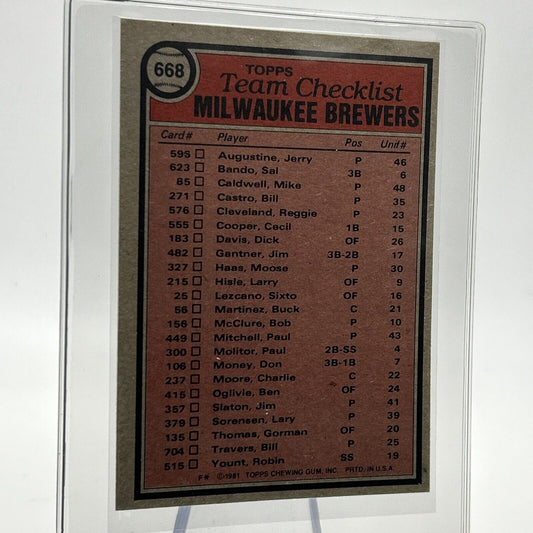 668
TOPPS
Team Checklist
MILWAUKEE BREWERS
Card# Player Pos Uni#
595 Augustine, Jerry P 46
623 Bando, Sal 3B 6
85 Caldwell, Mike P 48
271 Castro, Bill P 35
576 Cleveland, Reggie P 23
555 Cooper, Cecil 1B 15
183 Davis, Dick OF 26
482 Gantner, Jim 3B-2B 17
327 Haas, Moose P 30
215 Hisle, Larry OF 9
25 Lezcano, Sixto OF 16
56 Martinez, Buck C 21
156 McClure, Bob P 10
449 Mitchell, Paul P 43
300 Molitor, Paul 2B-SS 4
106 Money, Don 3B-1B 7
237 Moore, Charlie C 22
415 Oglivie, Ben OF 24
357 Slaton, Jim P 41
379 Sorensen, Lary P 39
135 Thomas, Gorman OF 20
704 Travers, Bill P 25
515 Yount, Robin SS 19
F* ©1981 TOPPS CHEWING GUM, INC. PRTD. IN U.S.A.